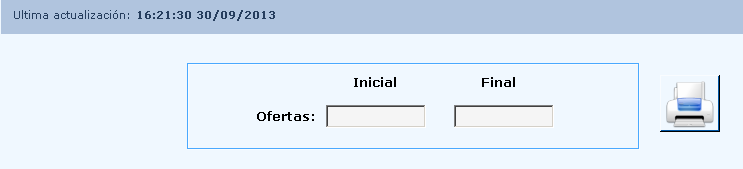 Ultima actualización: 16:21:30 30/09/2013
Inicial Final
Ofertas: